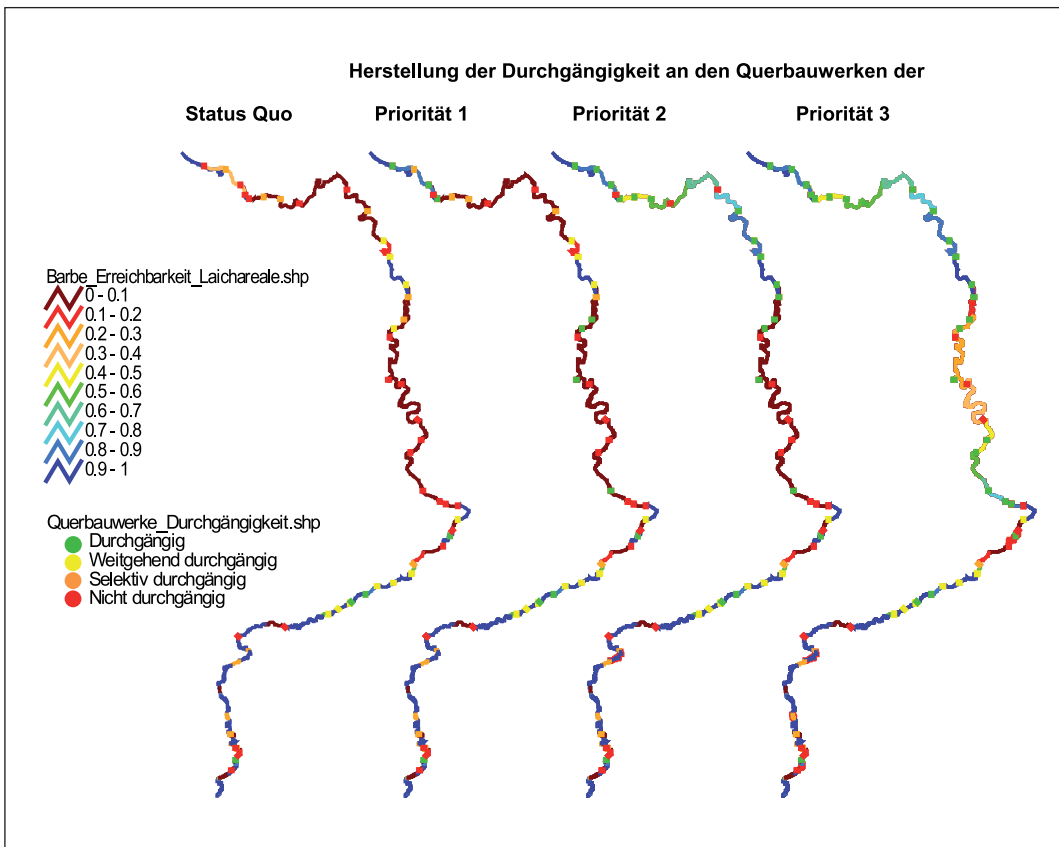 Herstellung der Durchgängigkeit an den Querbauwerken der
Status Quo
Priorität 1
Priorität 2
Priorität 3
Barbe_Erreichbarkeit_Laichareale.shp
0 - 0.1
0.1 - 0.2
0.2 - 0.3
0.3 - 0.4
0.4 - 0.5
0.5 - 0.6
0.6 - 0.7
0.7 - 0.8
0.8 - 0.9
0.9 - 1
Querbauwerke_Durchgängigkeit.shp
Durchgängig
Weitgehend durchgängig
Selektiv durchgängig
Nicht durchgängig